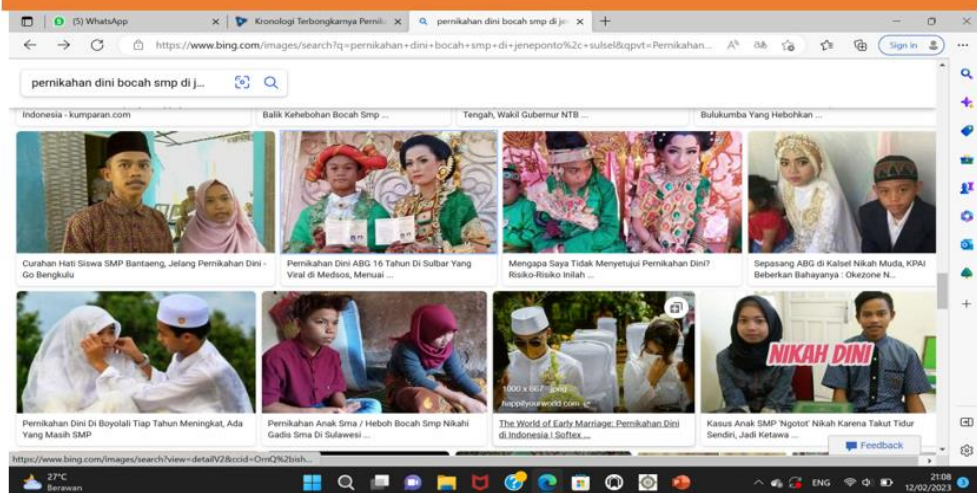 (5) WhatsApp
Kronologi Terbongkarnya Pernik
pernikahan dini bocah smp di je
https://www.bing.com/images/search?q=pernikahan+dini+bocah+smp+di+jeneponto%2c+sulsel&qpvt=Pernikahan...
Sign in
pernikahan dini bocah smp di j...
Indonesia - kumparan.com
Balik Kehebohan Bocah Smp ...
Tengah, Wakil Gubernur NTB ...
Bulukumba Yang Hebohkan ...
Curahan Hati Siswa SMP Bantaeng, Jelang Pernikahan Dini -
Go Bengkulu
Pernikahan Dini ABG 16 Tahun Di Sulbar Yang
Viral di Medsos, Menuai ...
Mengapa Saya Tidak Menyetujui Pernikahan Dini?
Risiko-Risiko Inilah ...
Sepasang ABG di Kalsel Nikah Muda, KPAI
Beberkan Bahayanya : Okezone N...
1000 x 667 · jpeg
happityourworld.com
NIKAH DINI
Pernikahan Dini Di Boyolali Tiap Tahun Meningkat, Ada
Yang Masih SMP
Pernikahan Anak Sma / Heboh Bocah Smp Nikahi
Gadis Sma Di Sulawesi ...
The World of Early Marriage: Pernikahan Dini
di Indonesia | Softex ...
Kasus Anak SMP 'Ngotot' Nikah Karena Takut Tidur
Sendiri, Jadi Ketawa ...
Feedback
https://www.bing.com/images/search?view=detailV2&ccid=OrnQ%2bish...
27°C
Berawan
ENG
21:08
12/02/2023